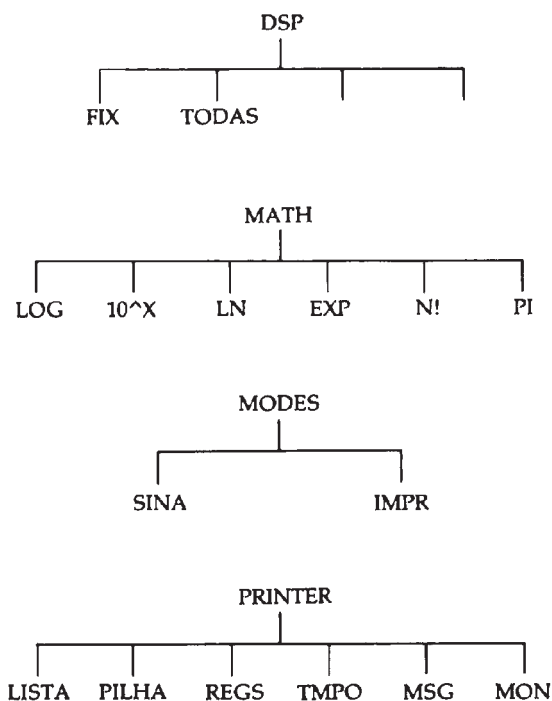 DSP
FIX TODAS
MATH
LOG 10^X LN EXP N! PI
MODES
SINA IMPR
PRINTER
LISTA PILHA REGS TMPO MSG MON